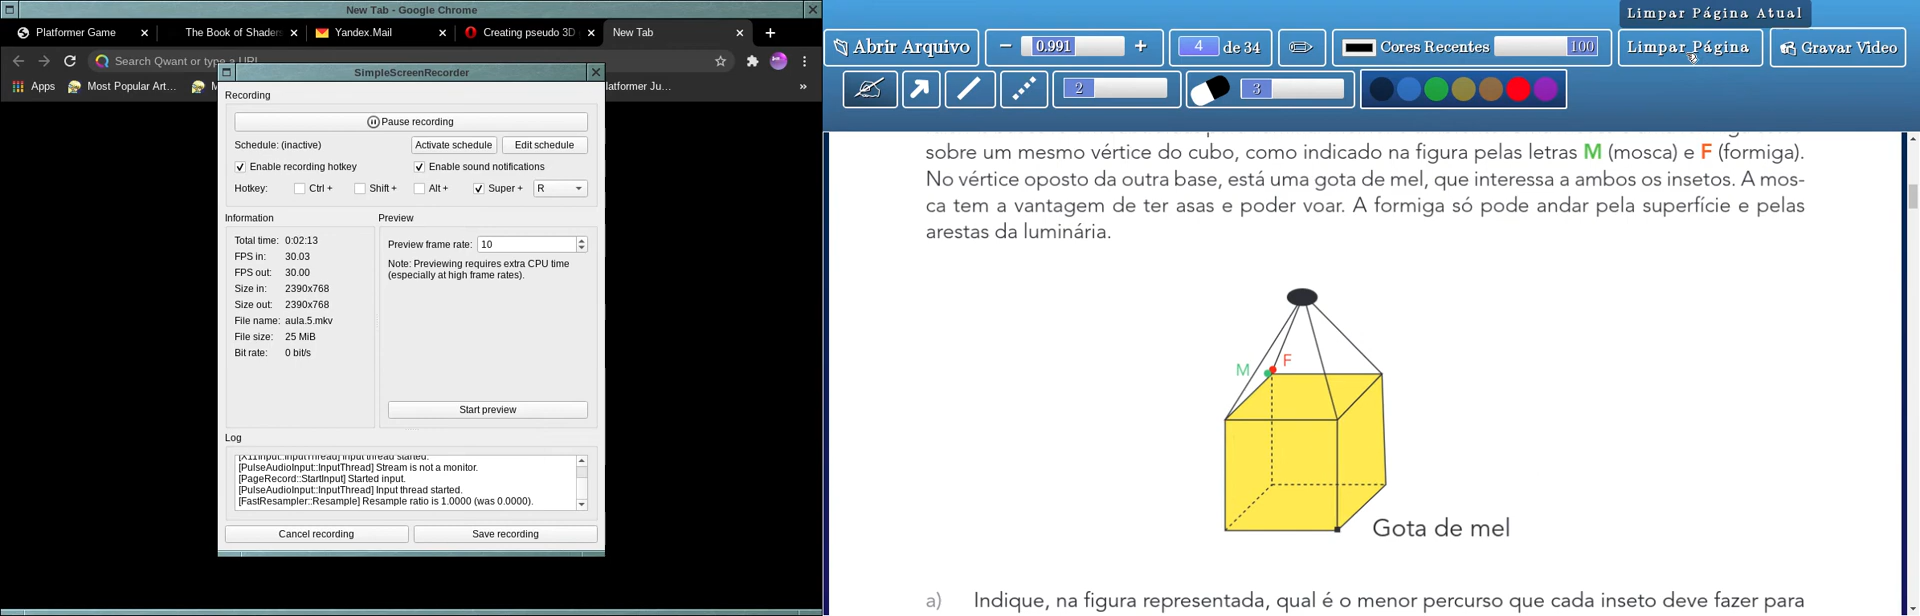 New Tab - Google Chrome
Platformer Game
The Book of Shaders
Yandex.Mail
Creating pseudo 3D
New Tab
Search Qwant or type a URL
Apps
Most Popular Art...
latformer Ju...
»
SimpleScreenRecorder
Recording
Pause recording
Schedule: (inactive)
Activate schedule
Edit schedule
Enable recording hotkey
Enable sound notifications
Hotkey:
Ctrl +
Shift +
Alt +
Super +
R
Information
Total time: 0:02:13
FPS in: 30.03
FPS out: 30.00
Size in: 2390x768
Size out: 2390x768
File name: aula.5.mkv
File size: 25 MiB
Bit rate: 0 bit/s
Preview
Preview frame rate: 10
Note: Previewing requires extra CPU time
(especially at high frame rates).
Start preview
Log
[X11Input::InputThread] Input thread started.
[PulseAudioInput::InputThread] Stream is not a monitor.
[PageRecord::StartInput] Started input.
[PulseAudioInput::InputThread] Input thread started.
[FastResampler::Resample] Resample ratio is 1.0000 (was 0.0000).
Cancel recording
Save recording
Limpar Página Atual
Abrir Arquivo
0.991
4 de 34
Cores Recentes
100
Limpar Página
Gravar Video
2
3
sobre um mesmo vértice do cubo, como indicado na figura pelas letras M (mosca) e F (formiga).
No vértice oposto da outra base, está uma gota de mel, que interessa a ambos os insetos. A mos-
ca tem a vantagem de ter asas e poder voar. A formiga só pode andar pela superfície e pelas
arestas da luminária.
M
F
Gota de mel
a) Indique, na figura representada, qual é o menor percurso que cada inseto deve fazer para